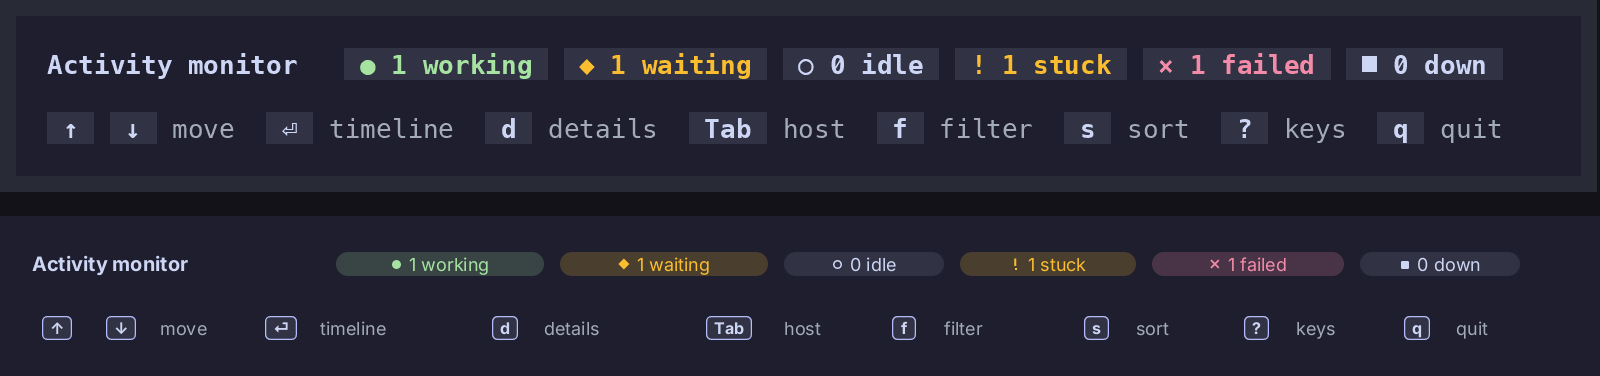 Activity monitor ● 1 working ◆ 1 waiting ○ 0 idle ! 1 stuck × 1 failed ■ 0 down
↑ ↓ move ⏎ timeline d details Tab host f filter s sort ? keys q quit
Activity monitor ● 1 working ◆ 1 waiting ○ 0 idle ! 1 stuck × 1 failed ■ 0 down
↑ ↓ move ⏎ timeline d details Tab host f filter s sort ? keys q quit